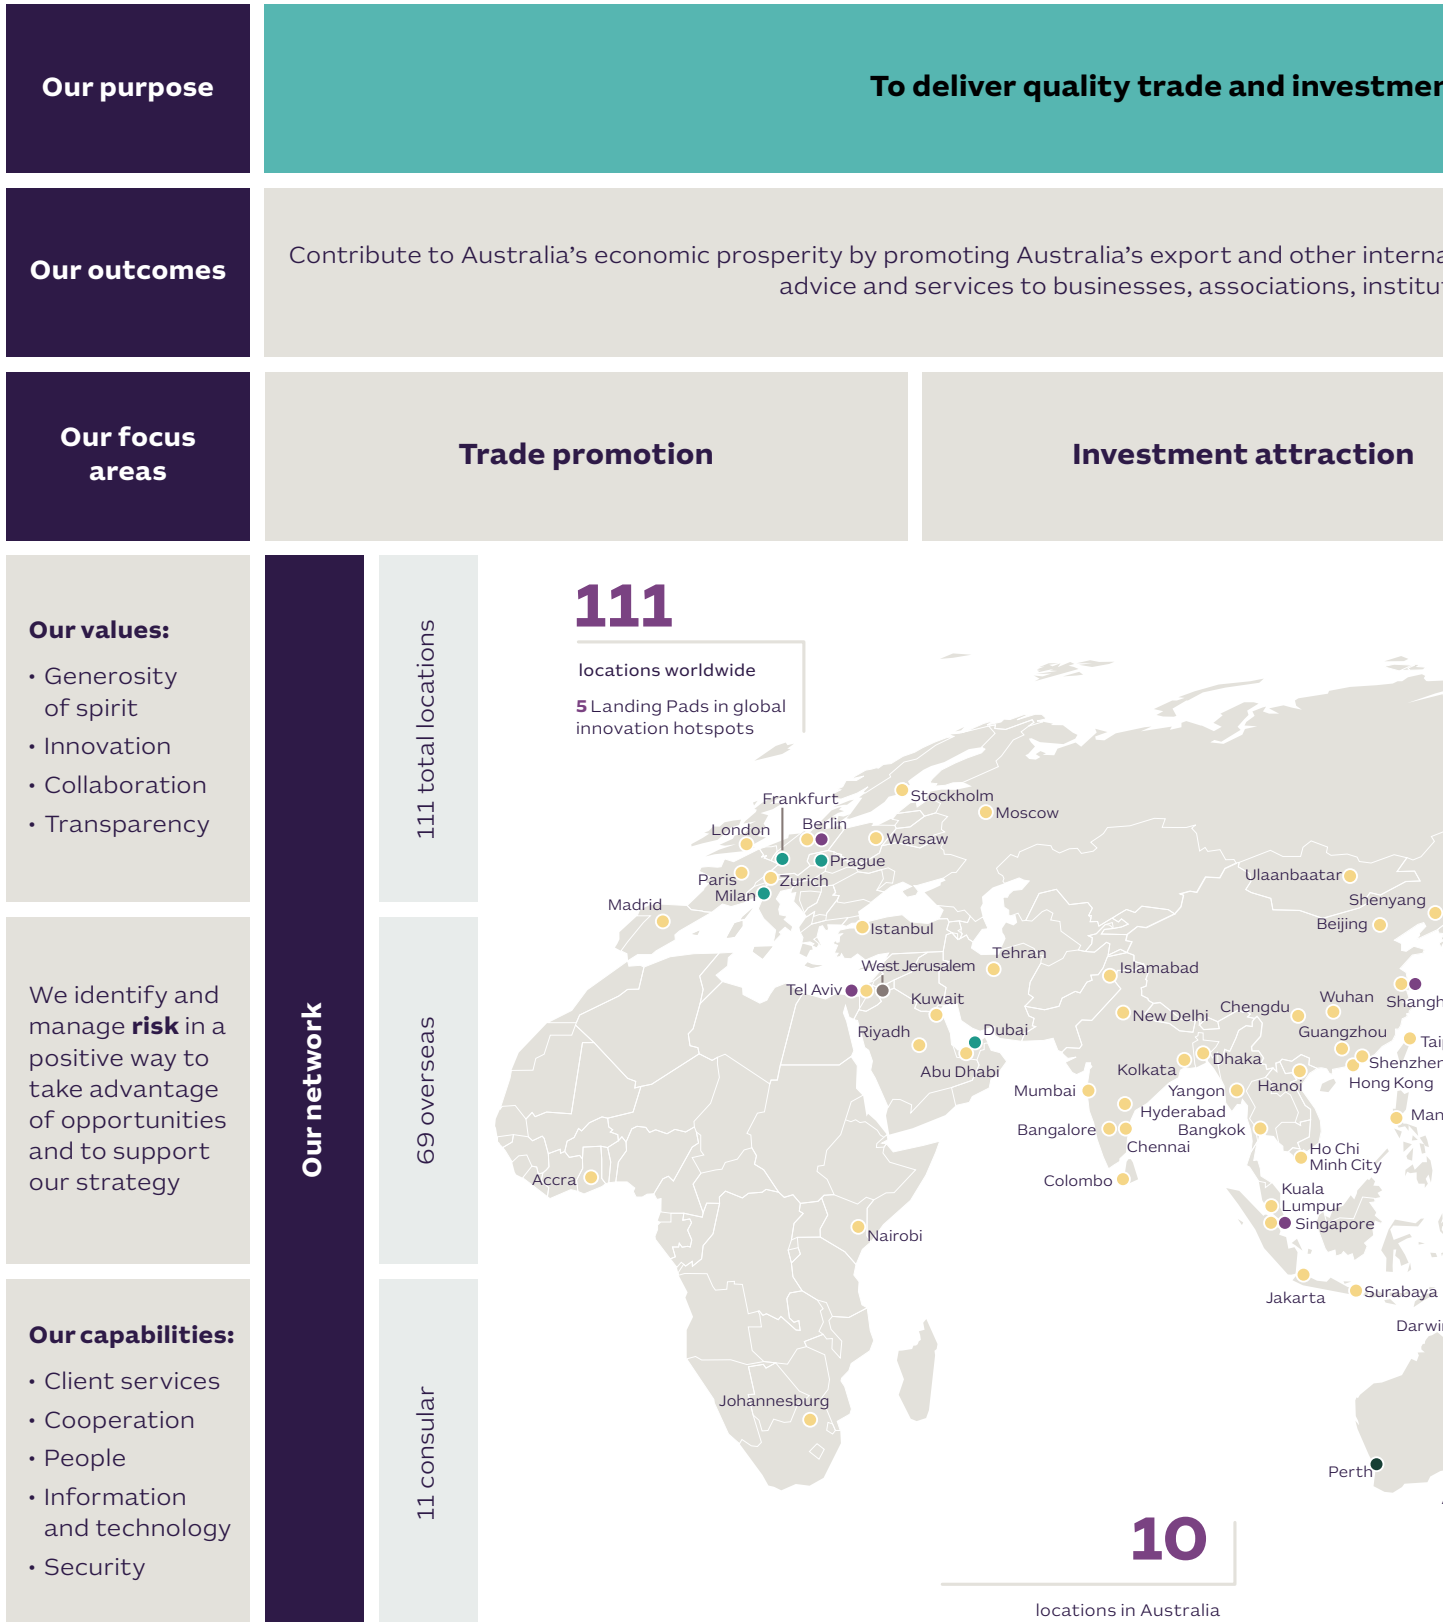 Our purpose
To deliver quality trade and
Our outcomes
Contribute to Australia's economic prosperity by promoting Australia's export and other
advice and services to businesses, associations,
Our focus
areas
Trade promotion
Investment attraction
Our values:
• Generosity
of spirit
• Innovation
• Collaboration
• Transparency
We identify and
manage risk in a
positive way to
take advantage
of opportunities
and to support
our strategy
Our capabilities:
• Client services
• Cooperation
• People
• Information
and technology
• Security
Our network
111 total locations
69 overseas
11 consular
111
locations worldwide
5 Landing Pads in global
innovation hotspots
Frankfurt
Stockholm
Moscow
London
Berlin
Warsaw
Prague
Paris
Zurich
Milan
Madrid
Istanbul
Ulaanbaatar
Shenyang
Beijing
Tehran
West Jerusalem
Islamabad
Tel Aviv
Kuwait
New Delhi
Chengdu
Wuhan
Riyadh
Dubai
Guangzhou
Abu Dhabi
Kolkata
Dhaka
Shenzhen
Hong Kong
Mumbai
Yangon
Hanoi
Hyderabad
Bangalore
Bangkok
Chennai
Ho Chi
Minh City
Accra
Colombo
Kuala
Lumpur
Singapore
Nairobi
Jakarta
Surabaya
Johannesburg
Perth
10
locations in Australia